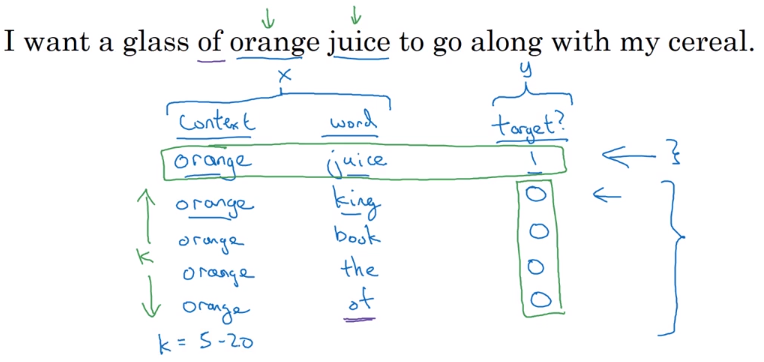 I want a glass of orange juice to go along with my cereal.
x y
context word target?
orange juice 1
orange king 0
orange book 0
k
orange the 0
orange of 0
k = 5-20